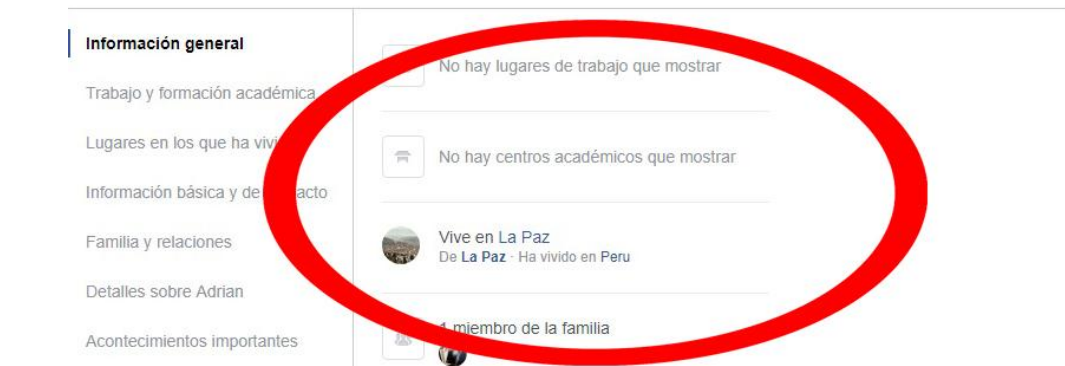 Información general
Trabajo y formación académica
Lugares en los que ha
Información básica y de
Familia y relaciones
Detalles sobre Adrian
Acontecimientos importantes
No hay lugares de trabajo que mostrar
No hay centros académicos que mostrar
Vive en La Paz
De La Paz · Ha vivido en Peru
1 miembro de la familia